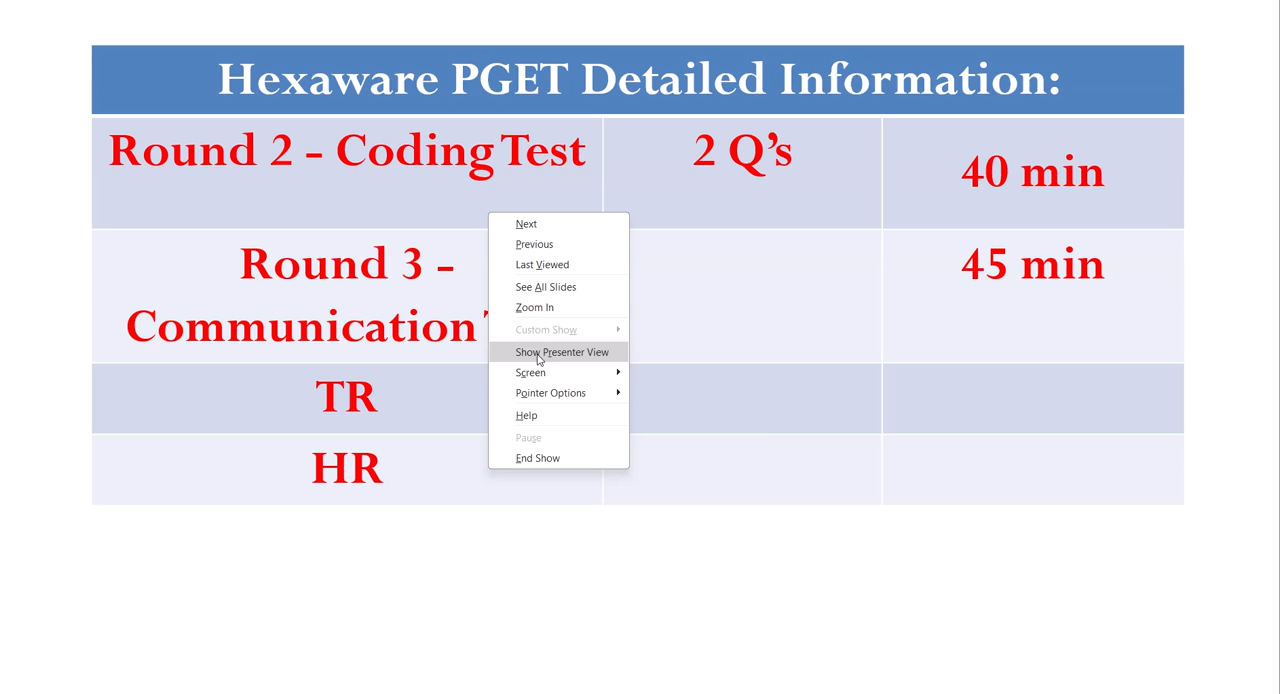 Hexaware PGET Detailed Information:
Round 2 - Coding Test
2 Q's
40 min
Round 3 -
Communication
45 min
TR
HR
Next
Previous
Last Viewed
See All Slides
Zoom In
Custom Show
Show Presenter View
Screen
Pointer Options
Help
Pause
End Show